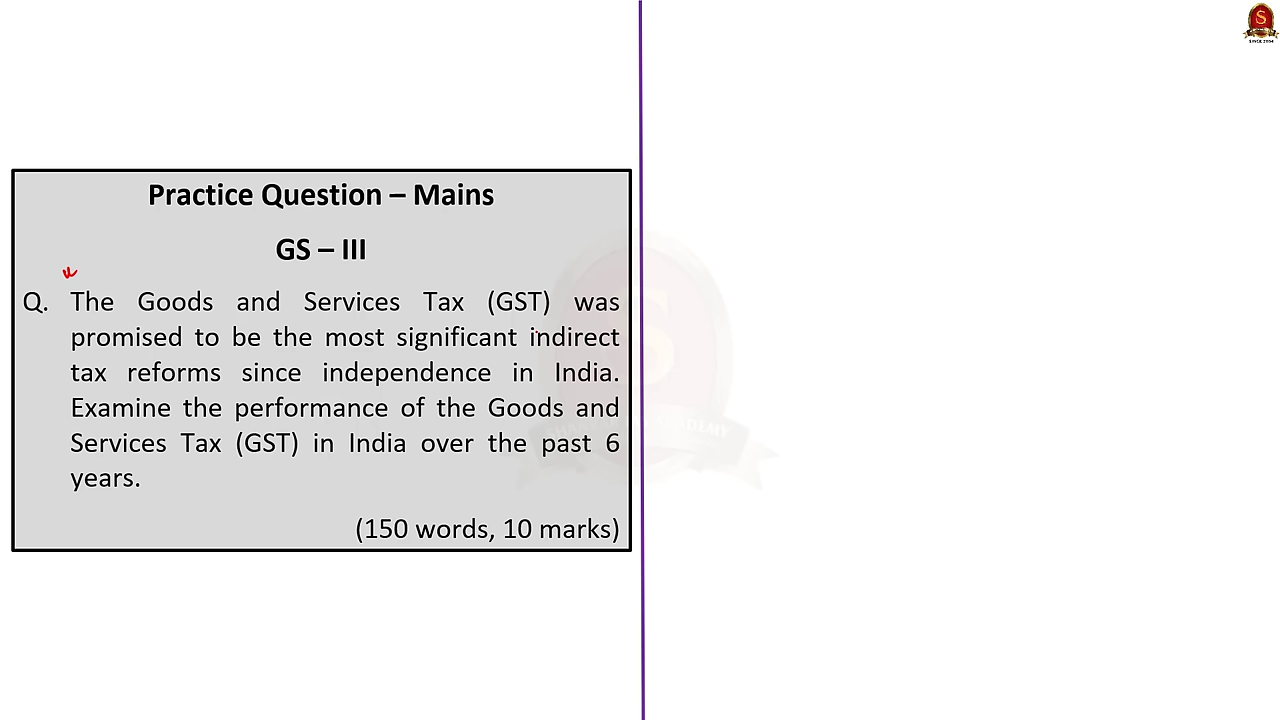 Practice Question – Mains
GS – III
Q. The Goods and Services Tax (GST) was
promised to be the most significant indirect
tax reforms since independence in India.
Examine the performance of the Goods and
Services Tax (GST) in India over the past 6
years.
(150 words, 10 marks)
S